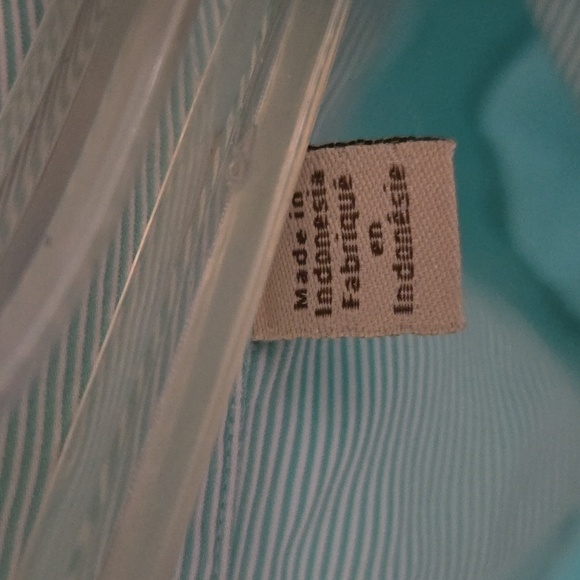 Made in
Indonesia
Fabriqué
en
Indonésie